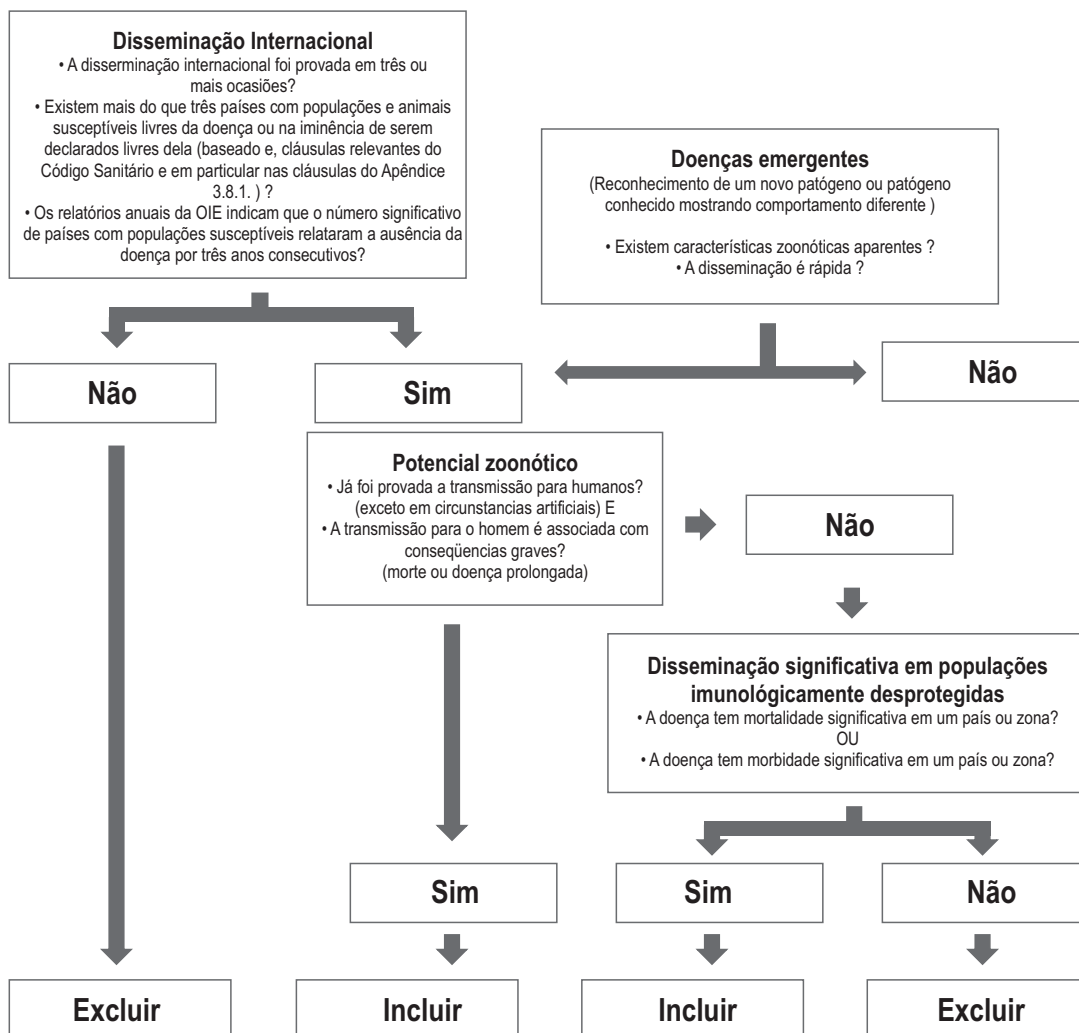 Disseminação Internacional
• A disserminação internacional foi provada em três ou
mais ocasiões?
• Existem mais do que três países com populações e animais
susceptíveis livres da doença ou na iminência de serem
declarados livres dela (baseado e, cláusulas relevantes do
Código Sanitário e em particular nas cláusulas do Apêndice
3.8.1. ) ?
• Os relatórios anuais da OIE indicam que o número significativo
de países com populações susceptíveis relataram a ausência da
doença por três anos consecutivos?
Doenças emergentes
(Reconhecimento de um novo patógeno ou patógeno
conhecido mostrando comportamento diferente )
• Existem características zoonóticas aparentes ?
• A disseminação é rápida ?
Não
Sim
Não
Potencial zoonótico
• Já foi provada a transmissão para humanos?
(exceto em circunstancias artificiais) E
• A transmissão para o homem é associada com
conseqüencias graves?
(morte ou doença prolongada)
Não
Disseminação significativa em populações
imunológicamente desprotegidas
• A doença tem mortalidade significativa em um país ou zona?
OU
• A doença tem morbidade significativa em um país ou zona?
Sim
Sim
Não
Excluir
Incluir
Incluir
Excluir